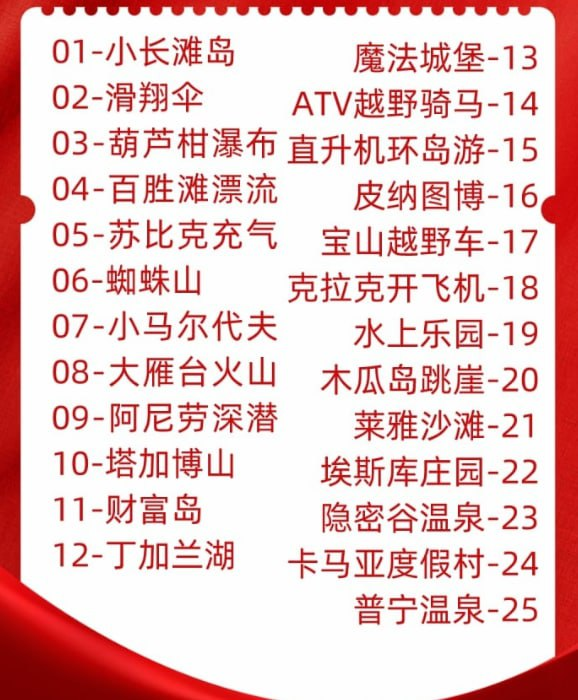 01-小长滩岛
02-滑翔伞
03-葫芦柑瀑布
04-百胜滩漂流
05-苏比克充气
06-蜘蛛山
07-小马尔代夫
08-大雁台火山
09-阿尼劳深潜
10-塔加博山
11-财富岛
12-丁加兰湖
魔法城堡-13
ATV越野骑马-14
直升机环岛游-15
皮纳图博-16
宝山越野车-17
克拉克开飞机-18
水上乐园-19
木瓜岛跳崖-20
莱雅沙滩-21
埃斯库庄园-22
隐密谷温泉-23
卡马亚度假村-24
普宁温泉-25